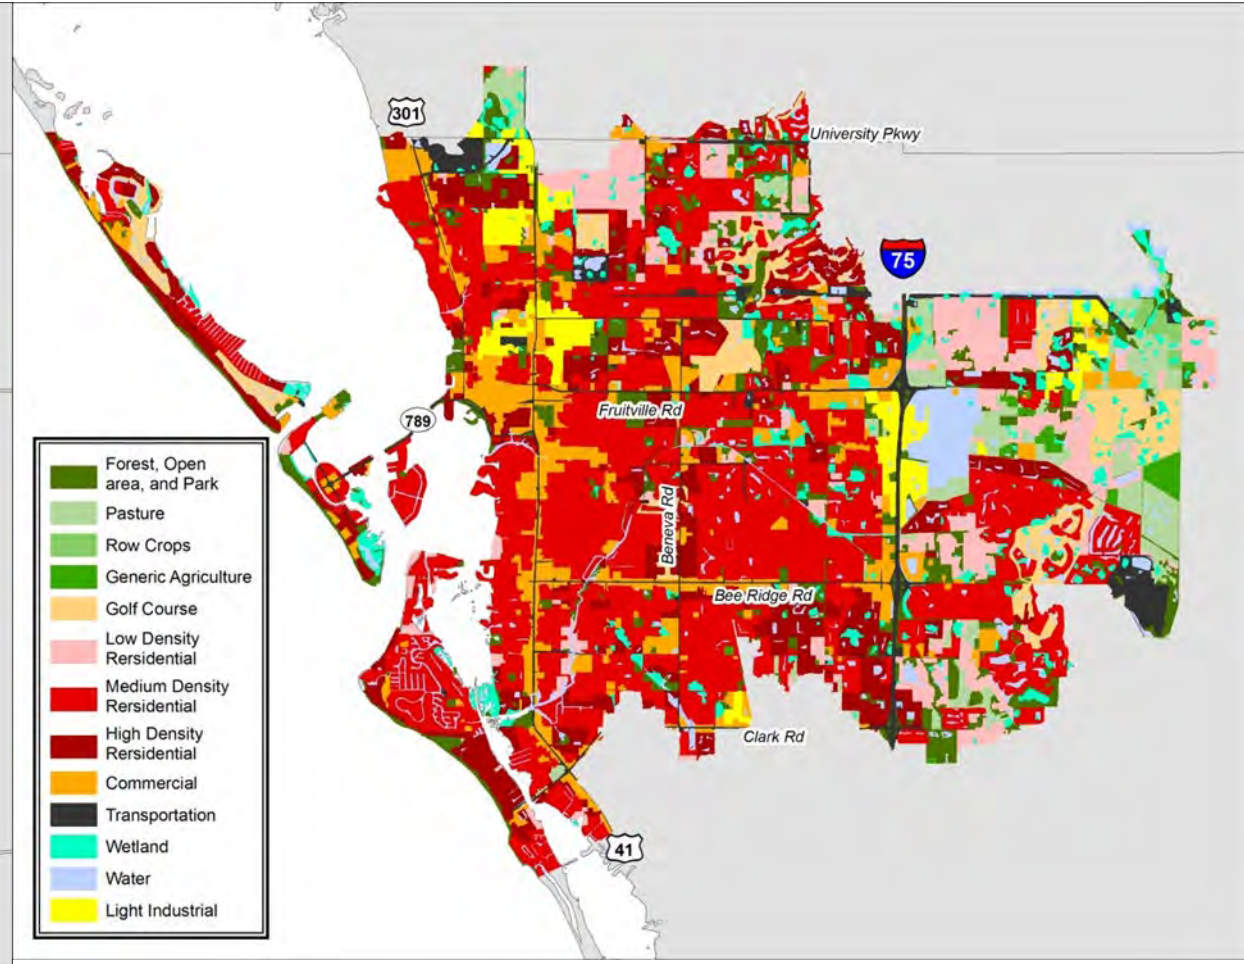 301
University Pkwy
75
Fruitville Rd
789
Beneva Rd
Bee Ridge Rd
Clark Rd
41
Forest, Open
area, and Park
Pasture
Row Crops
Generic Agriculture
Golf Course
Low Density
Rersidential
Medium Density
Rersidential
High Density
Rersidential
Commercial
Transportation
Wetland
Water
Light Industrial